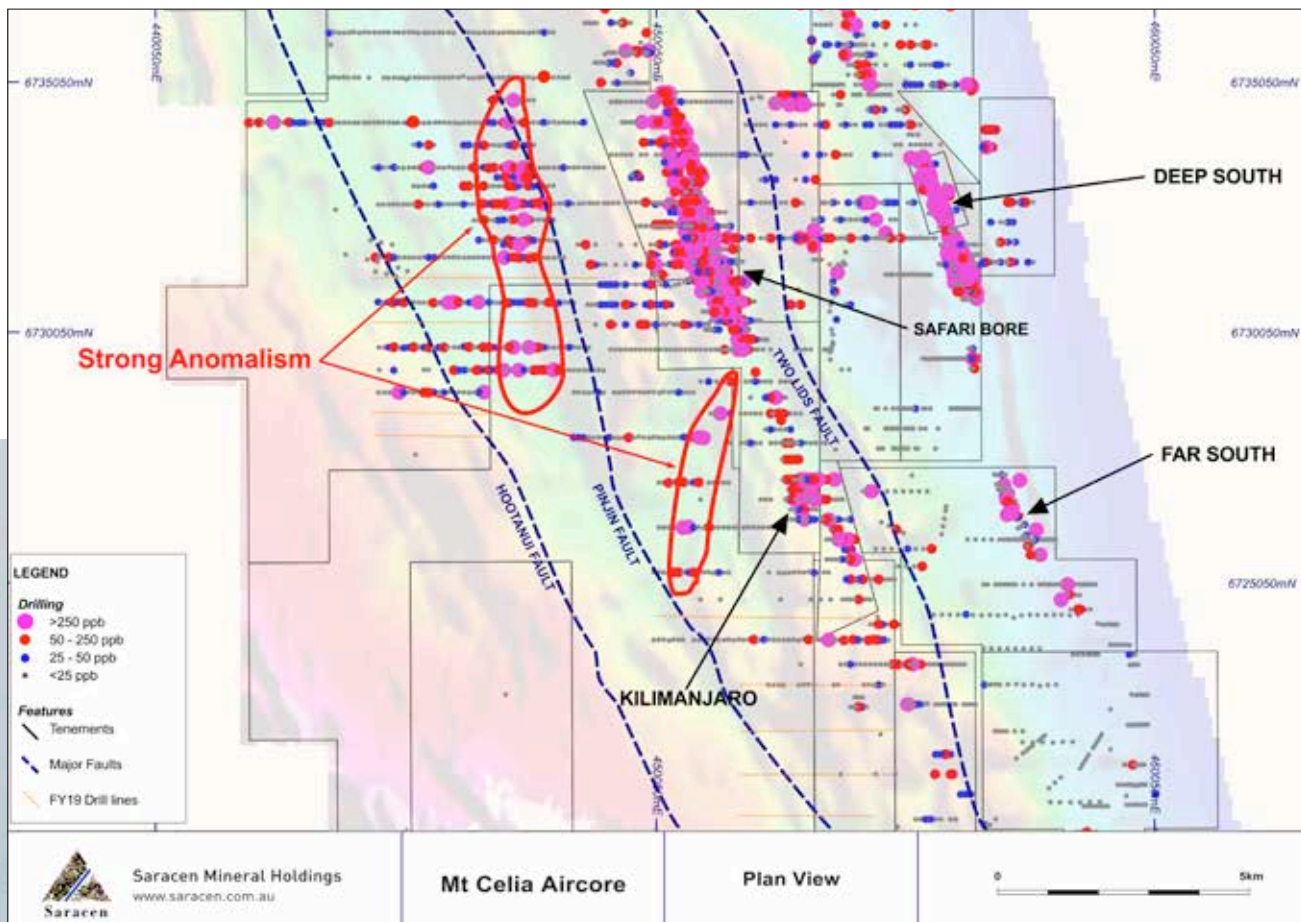 440050mE
450050mE
460050mE
6735050mN
6735050mN
DEEP SOUTH
SAFARI BORE
6730050mN
6730050mN
Strong Anomalism
TWO LIDS FAULT
FAR SOUTH
HOOTANUI FAULT
PINJIN FAULT
6725050mN
KILIMANJARO
450050mE
460050mE
LEGEND
Drilling
>250 ppb
50 - 250 ppb
25 - 50 ppb
<25 ppb
Features
Tenements
Major Faults
FY19 Drill lines
Saracen
Saracen Mineral Holdings
www.saracen.com.au
Mt Celia Aircore
Plan View
0
5km